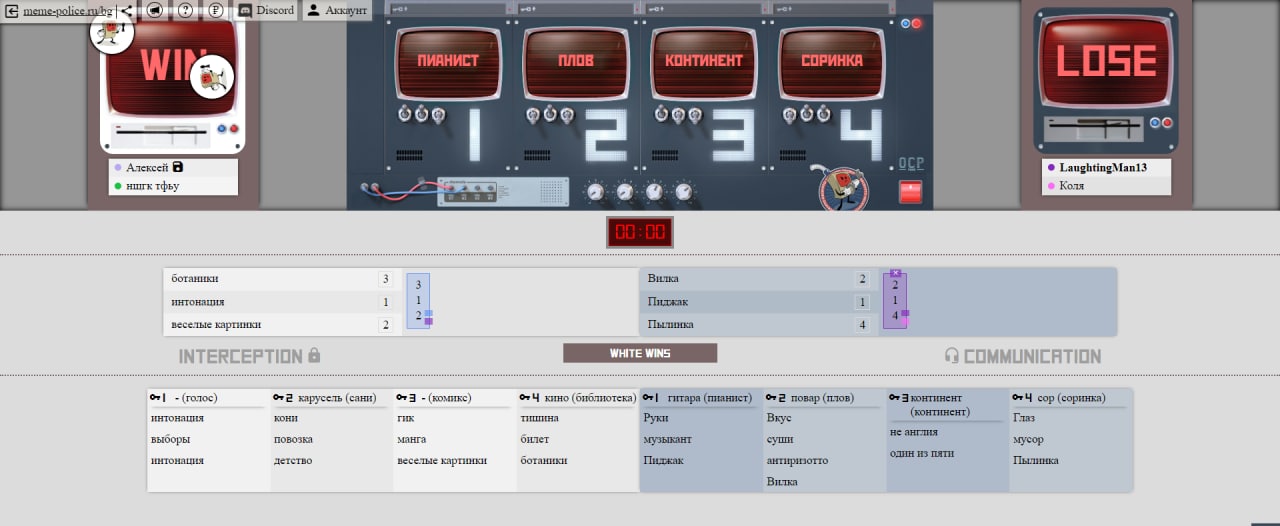 meme-police.ru/bg
Discord
Аккаунт
WIN
ПИАНИСТ
ПЛОВ
КОНТИНЕНТ
СОРИНКА
LOSE
1
2
3
4
OCP
Алексей
ншгк тфьу
LaughtingMan13
Коля
00:00
ботаники 3
интонация 1
веселые картинки 2
3
1
2
Вилка 2
Пиджак 1
Пылинка 4
2
1
4
INTERCEPTION
WHITE WINS
COMMUNICATION
1 - (голос)
интонация
выборы
интонация
2 карусель (сани)
кони
повозка
детство
3 - (комикс)
гик
манга
веселые картинки
4 кино (библиотека)
тишина
билет
ботаники
1 гитара (пианист)
Руки
музыкант
Пиджак
2 повар (плов)
Вкус
суши
антиризотто
Вилка
3 континент
(континент)
не англия
один из пяти
4 сор (соринка)
Глаз
мусор
Пылинка